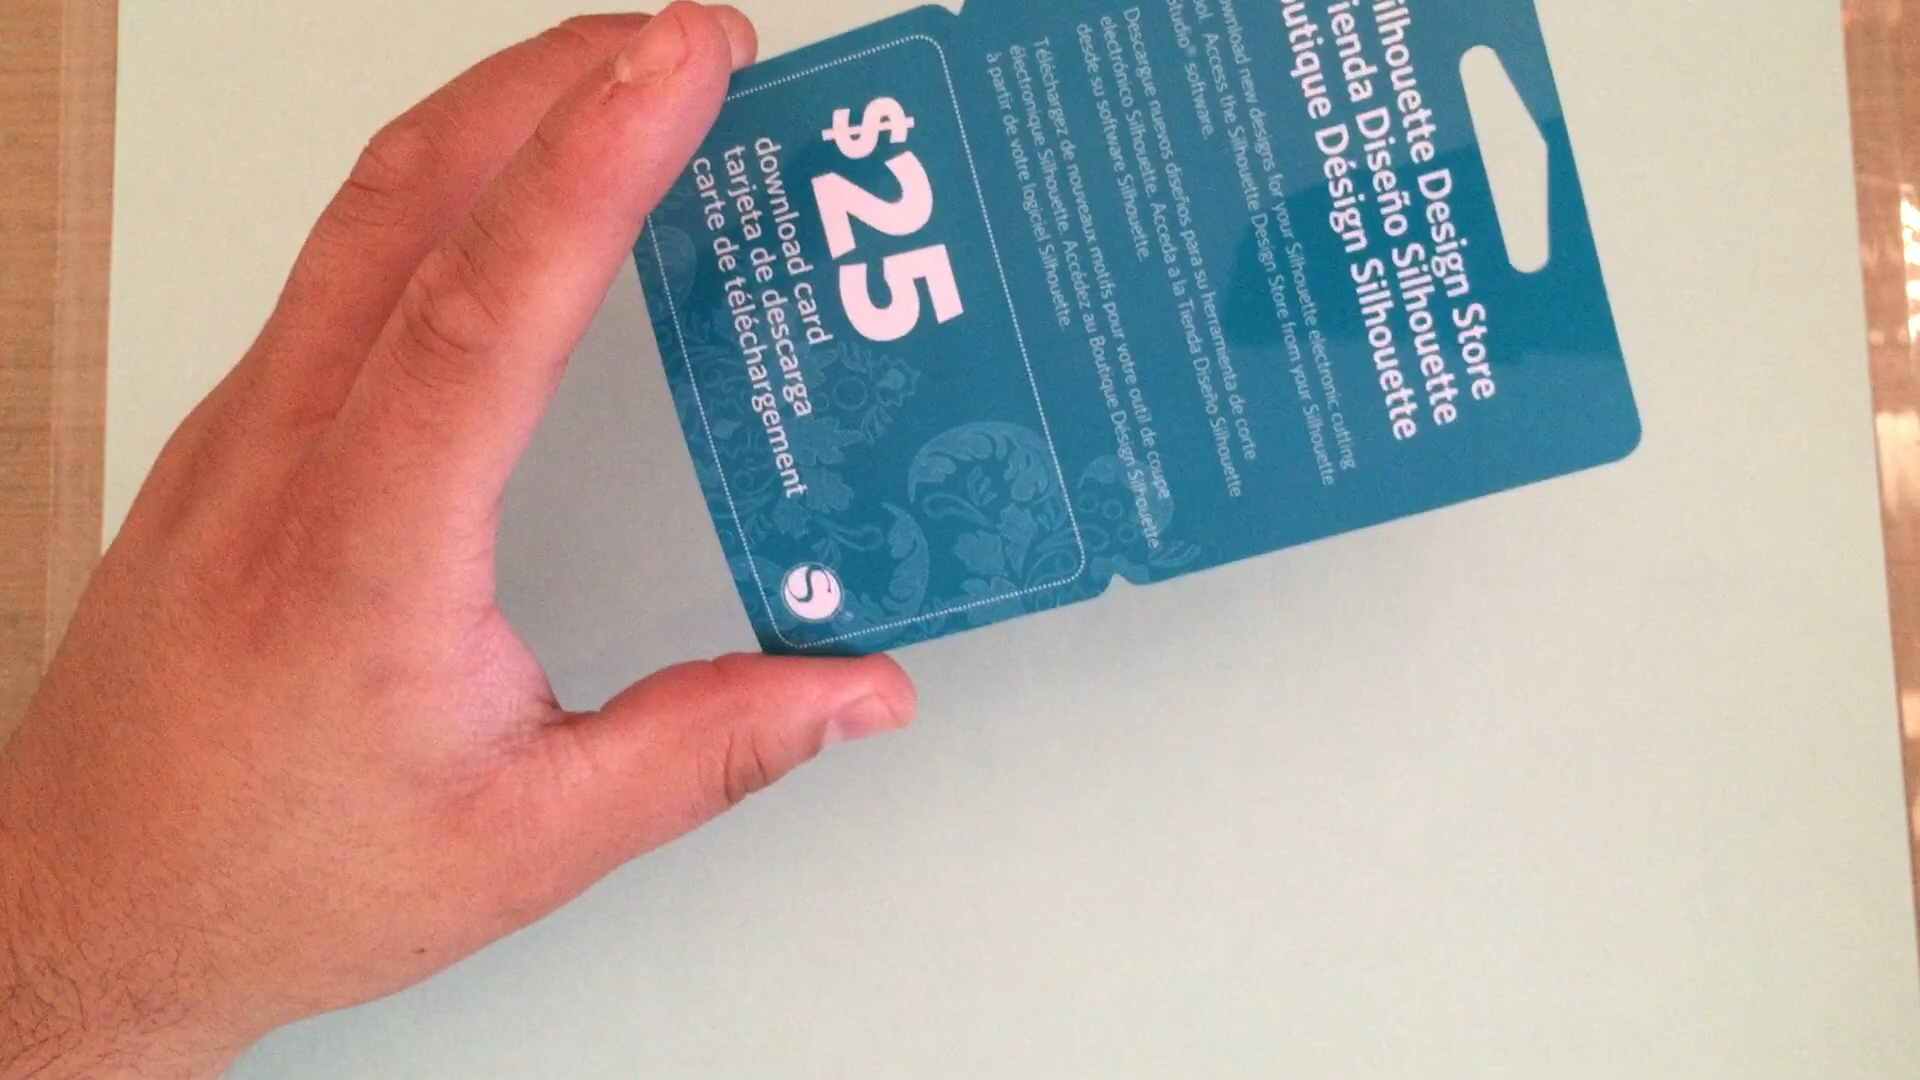 ilhouette Design Store
ienda Diseño Silhouette
outique Désign Silhouette
ownload new designs for your Silhouette electronic cutting
ool. Access the Silhouette Design Store from your Silhouette
Studio® software.
Descargue nuevos diseños para su herramienta de corte
electrónico Silhouette. Acceda a la Tienda Diseño Silhouette
desde su software Silhouette.
Téléchargez de nouveaux motifs pour votre outil de coupe
électronique Silhouette. Accédez au Boutique Désign Silhouette
à partir de votre logiciel Silhouette.
$25
download card
tarjeta de descarga
carte de téléchargement
S